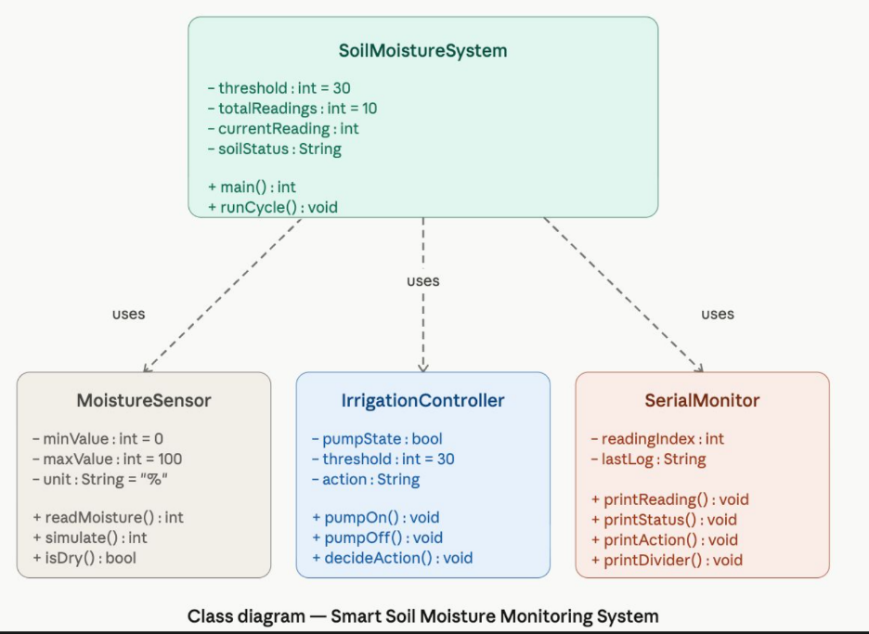 SoilMoistureSystem
– threshold : int = 30
– totalReadings : int = 10
– currentReading : int
– soilStatus : String
+ main() : int
+ runCycle() : void
uses
uses
uses
MoistureSensor
– minValue : int = 0
– maxValue : int = 100
– unit : String = "%"
+ readMoisture() : int
+ simulate() : int
+ isDry() : bool
IrrigationController
– pumpState : bool
– threshold : int = 30
– action : String
+ pumpOn() : void
+ pumpOff() : void
+ decideAction() : void
SerialMonitor
– readingIndex : int
– lastLog : String
+ printReading() : void
+ printStatus() : void
+ printAction() : void
+ printDivider() : void
Class diagram — Smart Soil Moisture Monitoring System